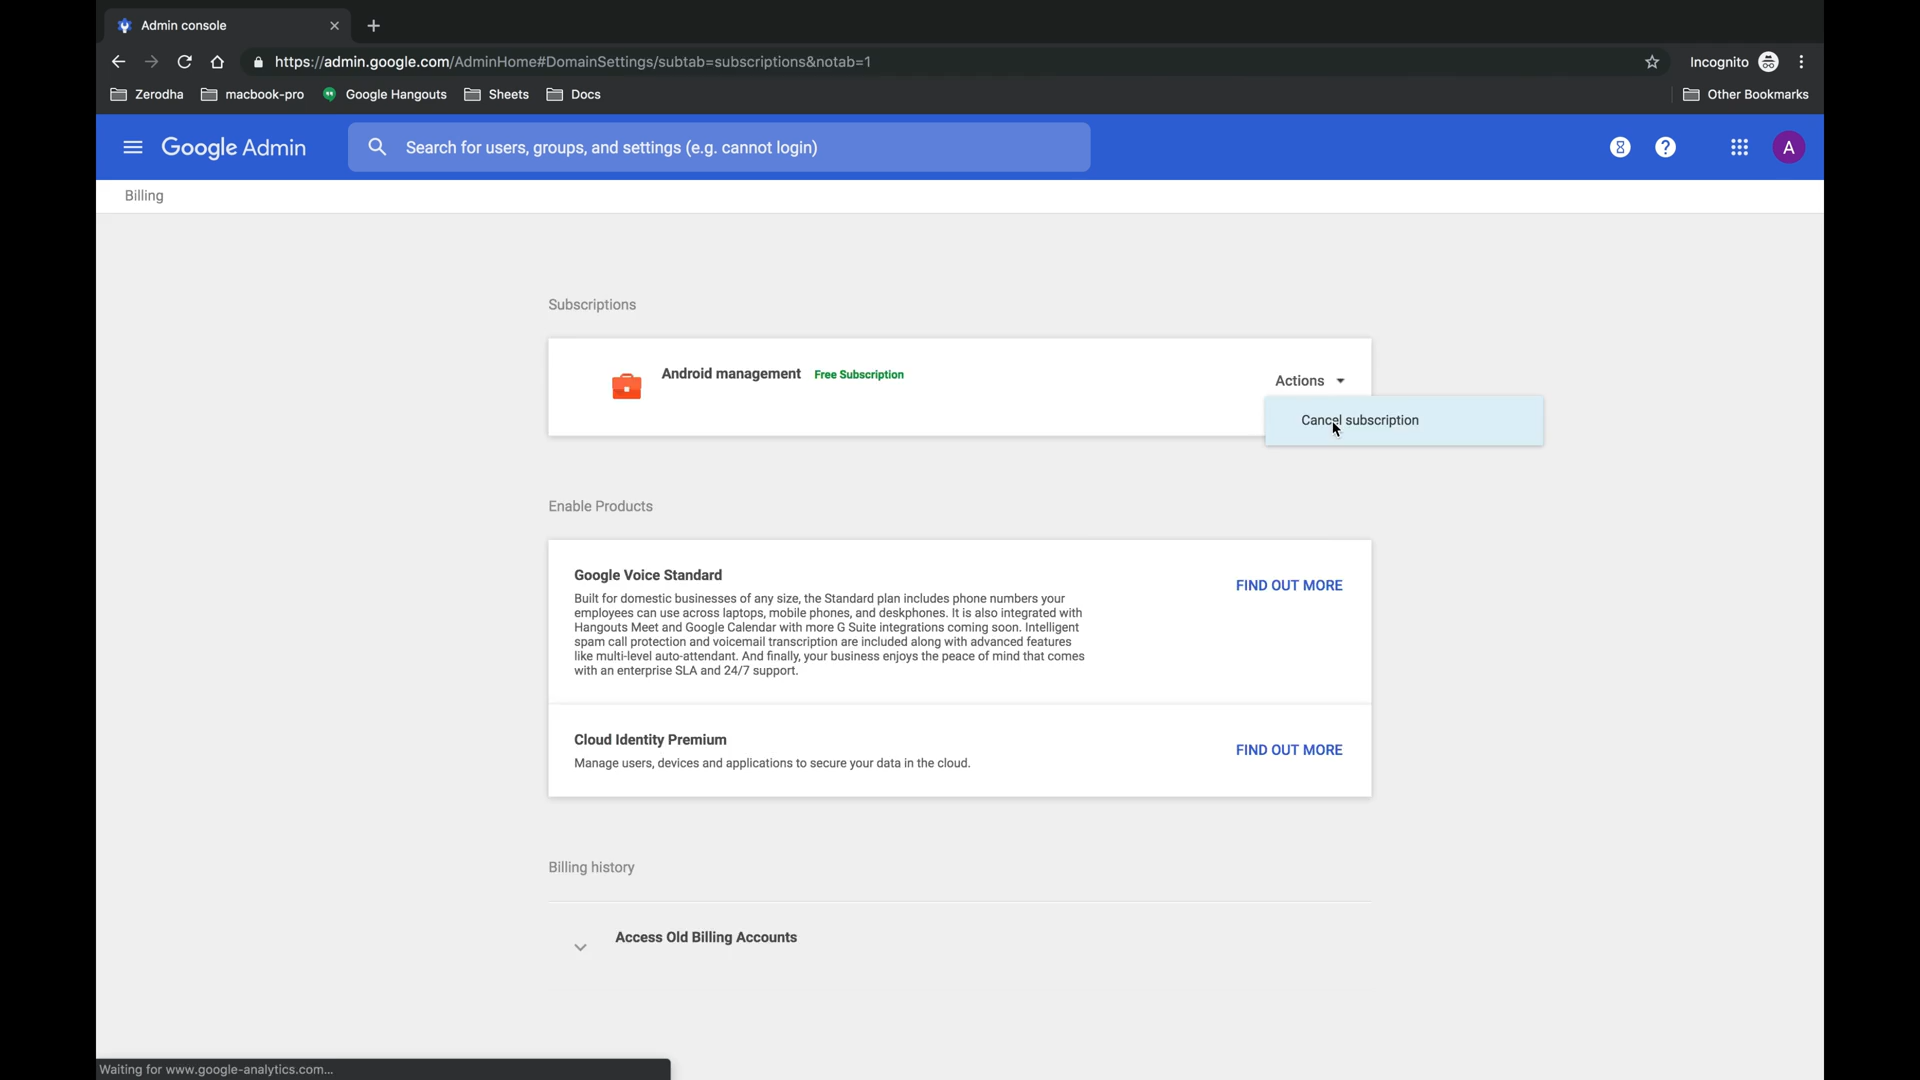 Admin console
https://admin.google.com/AdminHome#DomainSettings/subtab=subscriptions&notab=1
Incognito
Zerodha
macbook-pro
Google Hangouts
Sheets
Docs
Other Bookmarks
Google Admin
Search for users, groups, and settings (e.g. cannot login)
A
Billing
Subscriptions
Android management Free Subscription
Actions
Cancel subscription
Enable Products
Google Voice Standard
FIND OUT MORE
Built for domestic businesses of any size, the Standard plan includes phone numbers your
employees can use across laptops, mobile phones, and deskphones. It is also integrated with
Hangouts Meet and Google Calendar with more G Suite integrations coming soon. Intelligent
spam call protection and voicemail transcription are included along with advanced features
like multi-level auto-attendant. And finally, your business enjoys the peace of mind that comes
with an enterprise SLA and 24/7 support.
Cloud Identity Premium
FIND OUT MORE
Manage users, devices and applications to secure your data in the cloud.
Billing history
Access Old Billing Accounts
Waiting for www.google-analytics.com...